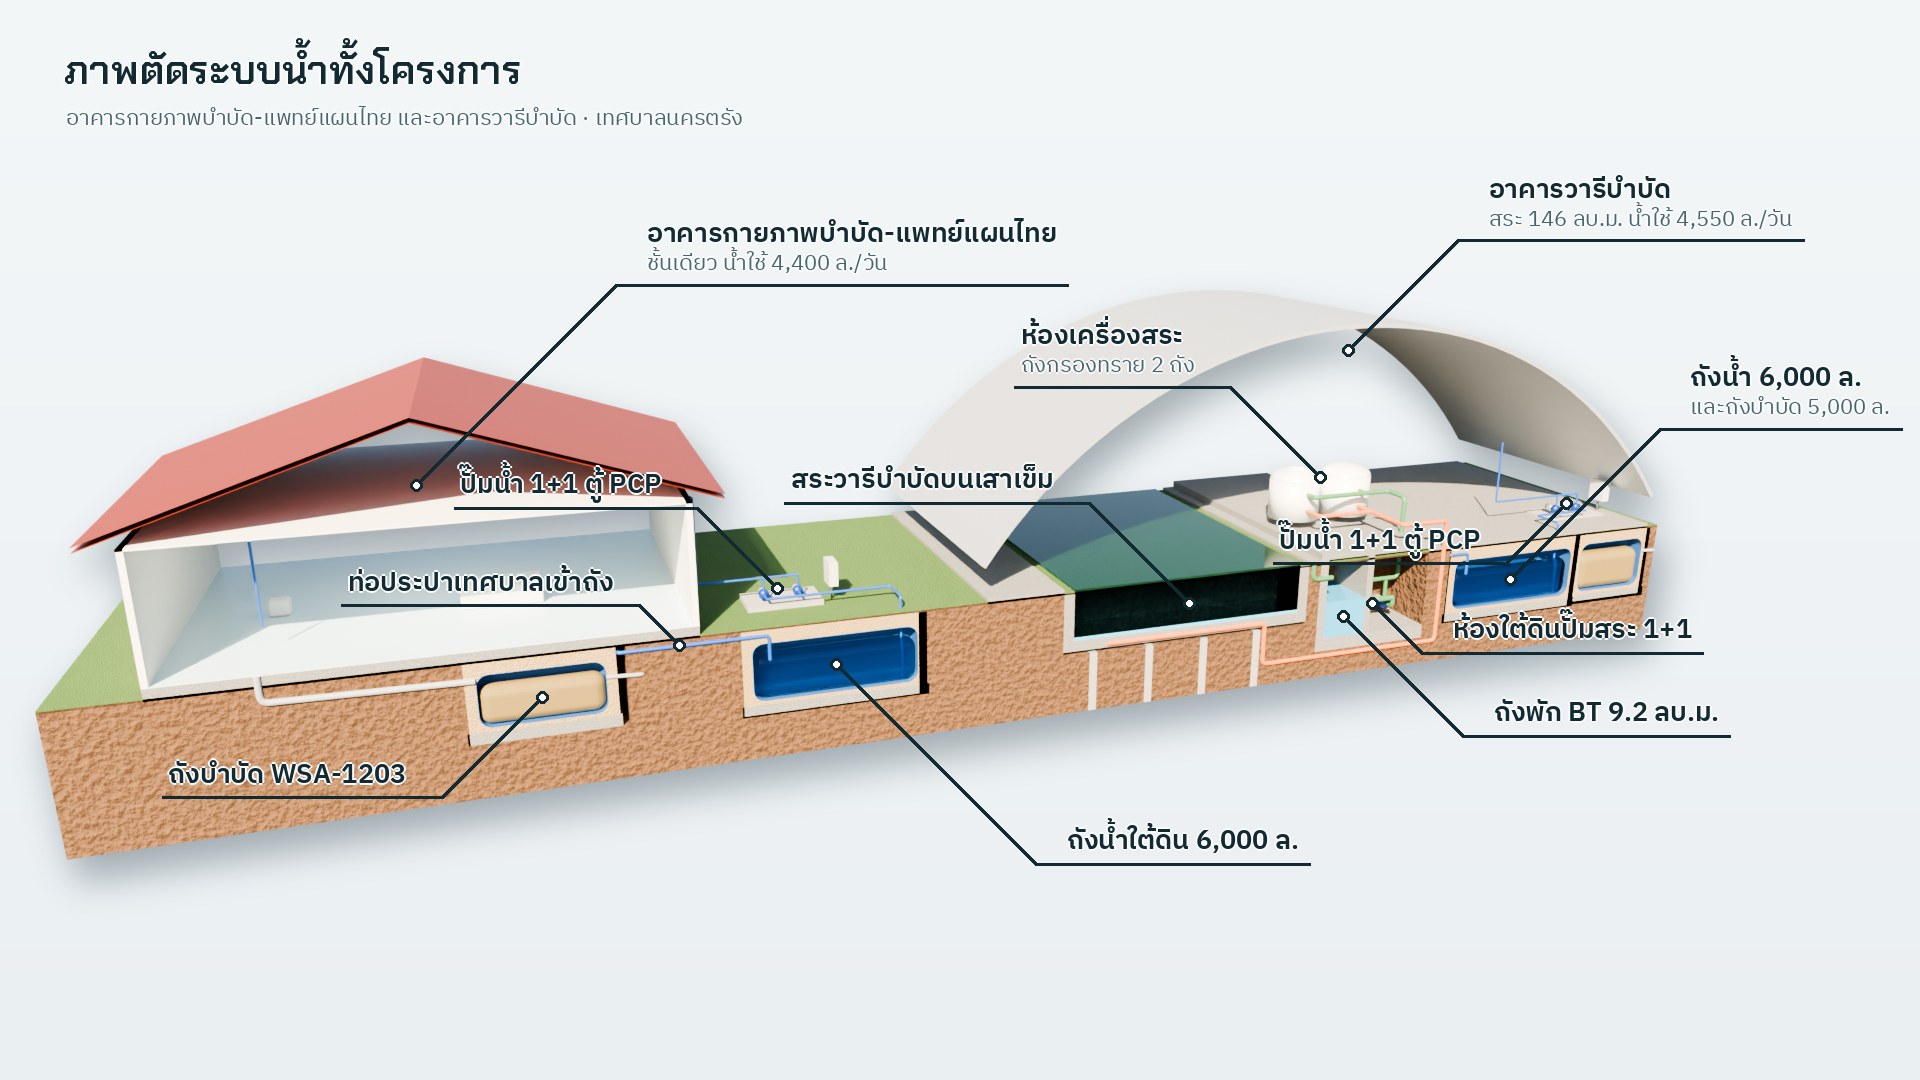 ภาพตัดระบบน้ำทั้งโครงการ
อาคารกายภาพบำบัด-แพทย์แผนไทย และอาคารวารีบำบัด · เทศบาลนครตรัง
อาคารวารีบำบัด
สระ 146 ลบ.ม. น้ำใช้ 4,550 ล./วัน
อาคารกายภาพบำบัด-แพทย์แผนไทย
ชั้นเดียว น้ำใช้ 4,400 ล./วัน
ห้องเครื่องสระ
ถังกรองทราย 2 ถัง
ถังน้ำ 6,000 ล.
และถังบำบัด 5,000 ล.
ปั๊มน้ำ 1+1 ตู้ PCP
สระวารีบำบัดบนเสาเข็ม
ปั๊มน้ำ 1+1 ตู้ PCP
ท่อประปาเทศบาลเข้าถัง
ห้องใต้ดินปั๊มสระ 1+1
ถังพัก BT 9.2 ลบ.ม.
ถังบำบัด WSA-1203
ถังน้ำใต้ดิน 6,000 ล.